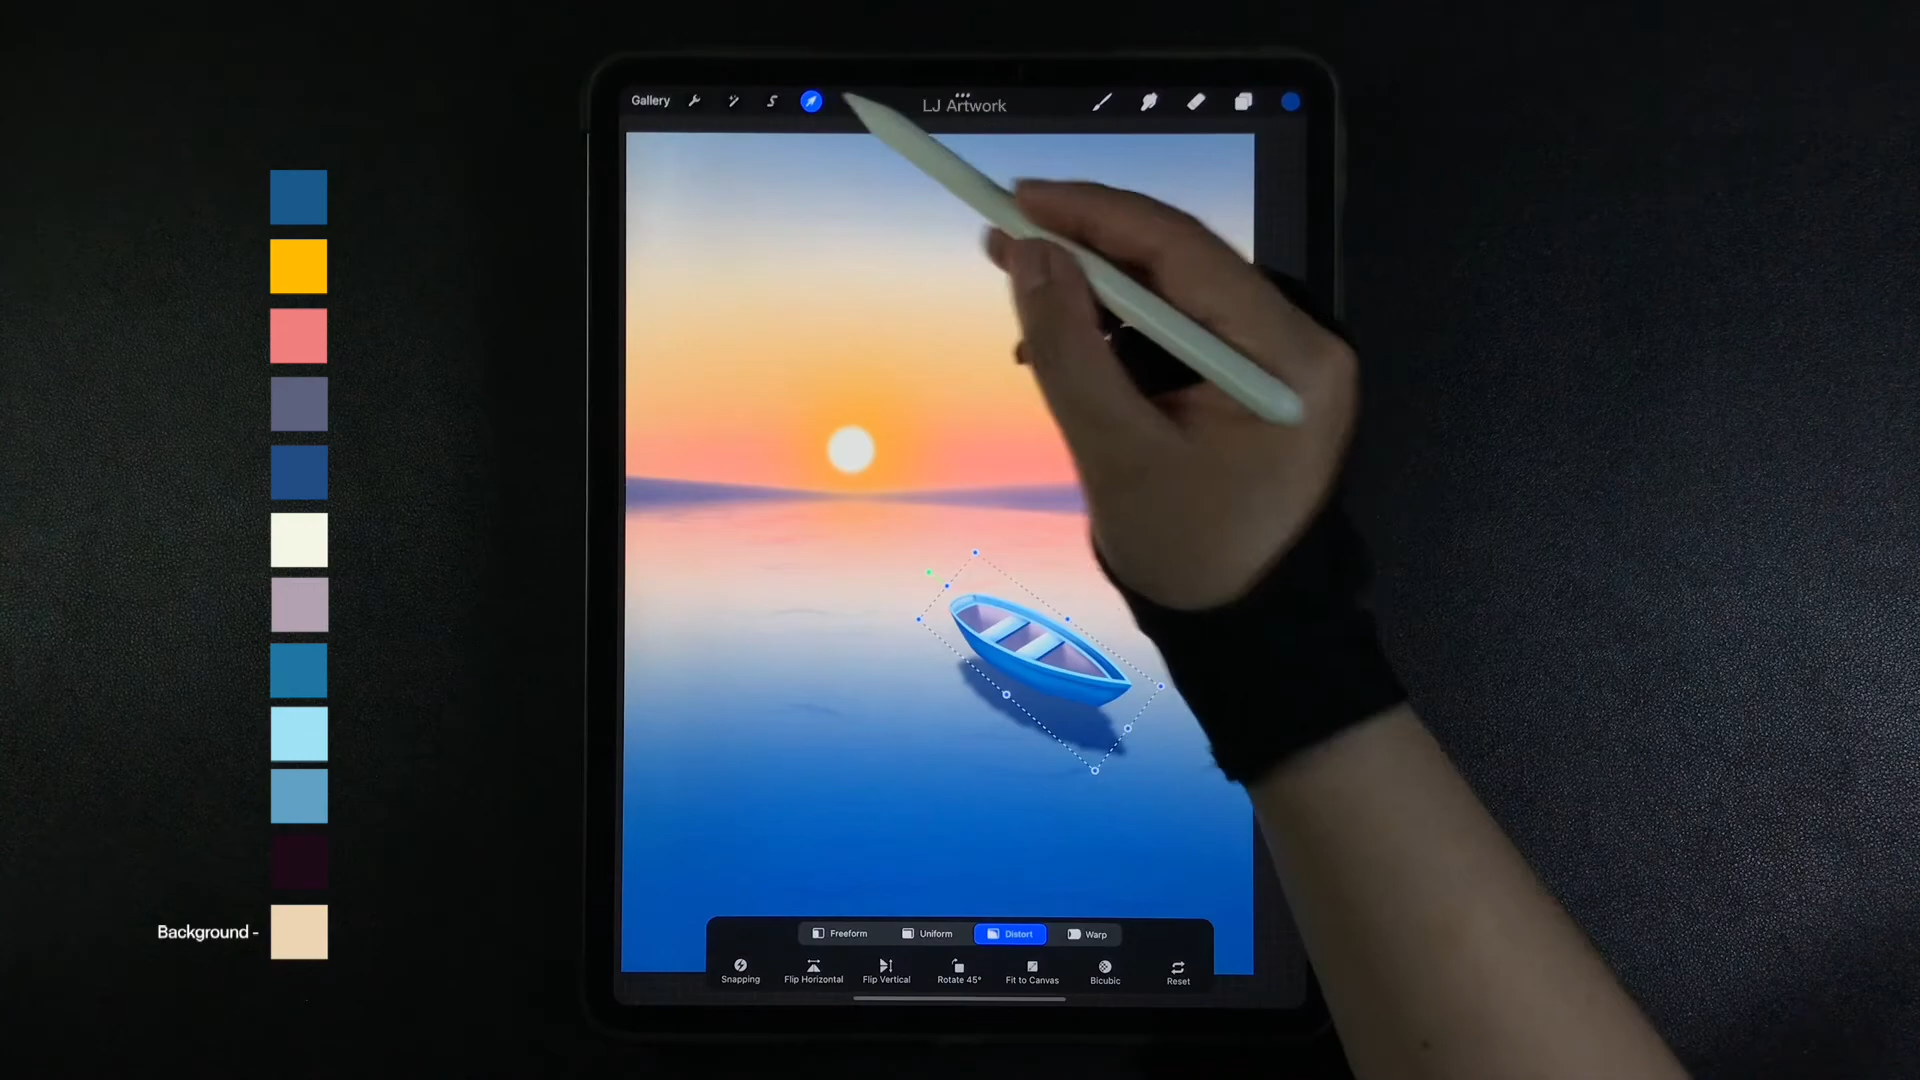 Gallery
LJ Artwork
Background -
Freeform Uniform Distort Warp
Snapping Flip Horizontal Flip Vertical Rotate 45° Fit to Canvas Bicubic Reset